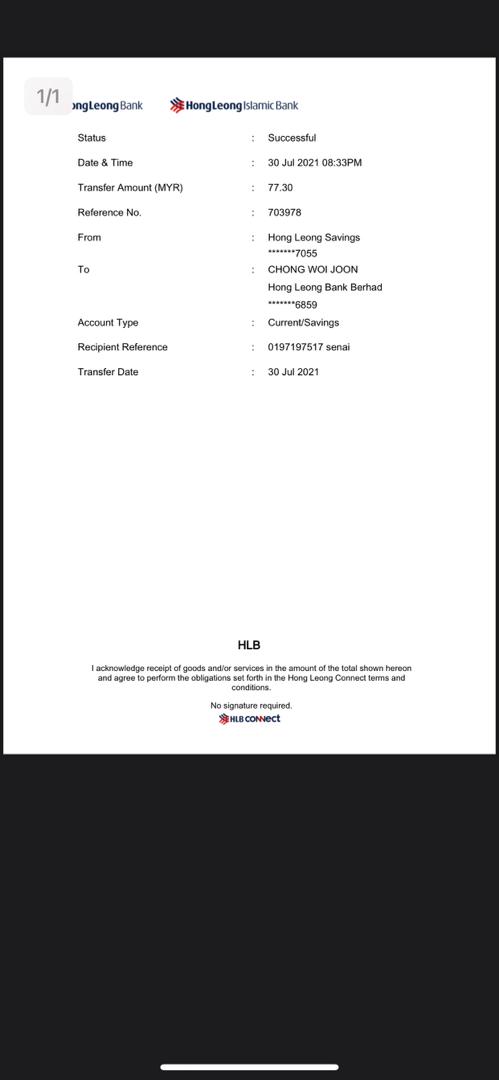 1/1
ongLeong Bank HongLeong Islamic Bank
Status : Successful
Date & Time : 30 Jul 2021 08:33PM
Transfer Amount (MYR) : 77.30
Reference No. : 703978
From : Hong Leong Savings
*******7055
To : CHONG WOI JOON
Hong Leong Bank Berhad
*******6859
Account Type : Current/Savings
Recipient Reference : 0197197517 senai
Transfer Date : 30 Jul 2021
HLB
I acknowledge receipt of goods and/or services in the amount of the total shown hereon
and agree to perform the obligations set forth in the Hong Leong Connect terms and
conditions.
No signature required.
HLB CONNect